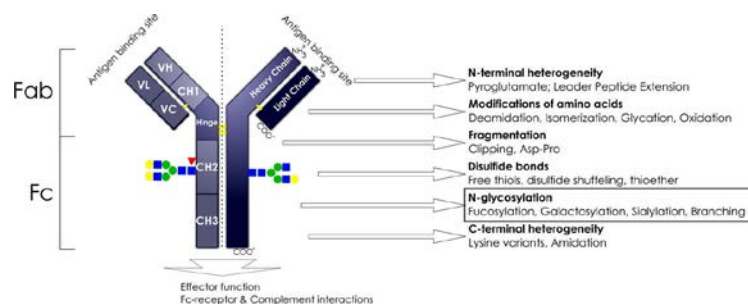 Antigen binding site
Antigen binding site
Fab
Fc
VH
VL
CH1
VC
Hinge
CH2
CH3
Heavy Chain
Light Chain
NH₃⁺
NH₃⁺
COO⁻
COO⁻
N-terminal heterogeneity
Pyroglutamate; Leader Peptide Extension
Modifications of amino acids
Deamidation, Isomerization, Glycation, Oxidation
Fragmentation
Clipping, Asp-Pro
Disulfide bonds
Free thiols, disulfide shuffeling, thioether
N-glycosylation
Fucosylation, Galactosylation, Sialylation, Branching
C-terminal heterogeneity
Lysine variants, Amidation
Effector function
Fc-receptor & Complement interactions